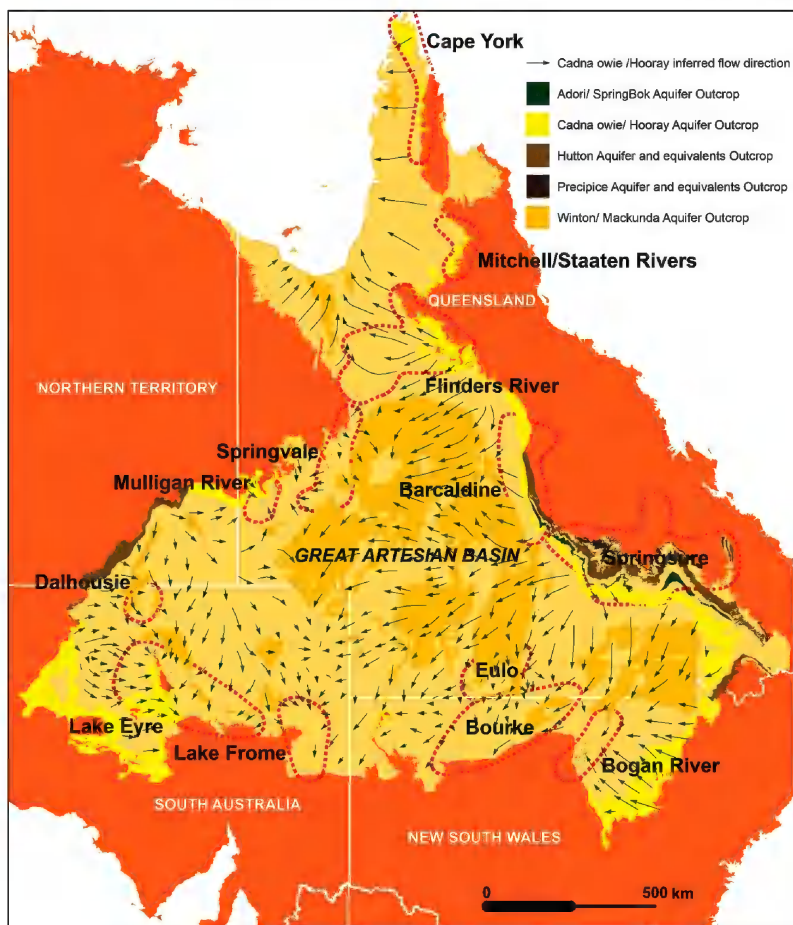 Cape York
Cadna owie /Hooray inferred flow direction
Adori/ SpringBok Aquifer Outcrop
Cadna owie/ Hooray Aquifer Outcrop
Hutton Aquifer and equivalents Outcrop
Precipice Aquifer and equivalents Outcrop
Winton/ Mackunda Aquifer Outcrop
Mitchell/Staaten Rivers
QUEENSLAND
NORTHERN TERRITORY
Flinders River
Springvale
Mulligan River
Barcaldine
GREAT ARTESIAN BASIN
Springsure
Dalhousie
Eulo
Lake Eyre
Bourke
Lake Frome
Bogan River
SOUTH AUSTRALIA
NEW SOUTH WALES
0 500 km